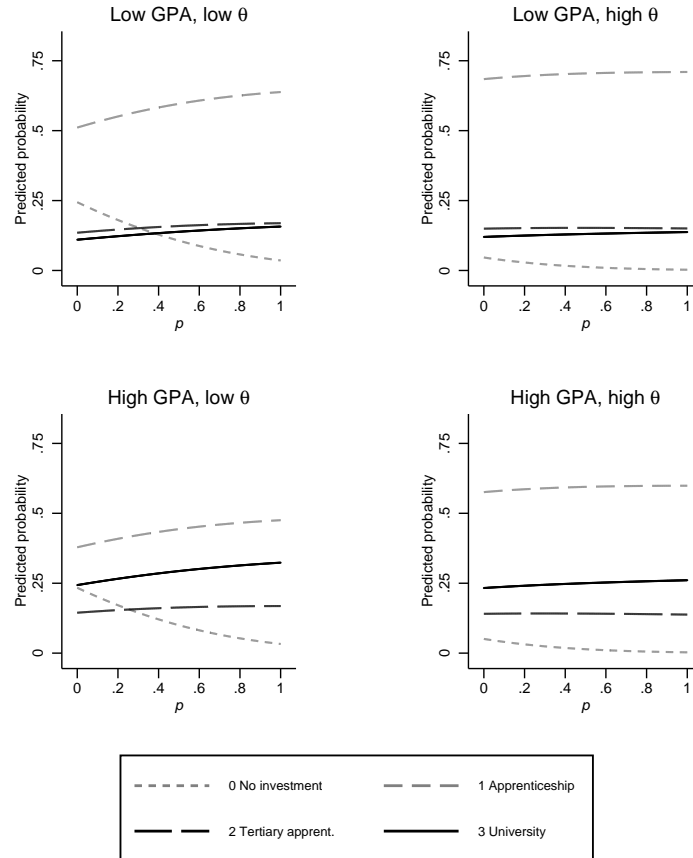 Low GPA, low θ
Low GPA, high θ
Predicted probability
0 .25 .5 .75
0 .2 .4 .6 .8 1
p
Predicted probability
0 .25 .5 .75
0 .2 .4 .6 .8 1
p
High GPA, low θ
High GPA, high θ
Predicted probability
0 .25 .5 .75
0 .2 .4 .6 .8 1
p
Predicted probability
0 .25 .5 .75
0 .2 .4 .6 .8 1
p
0 No investment
1 Apprenticeship
2 Tertiary apprent.
3 University